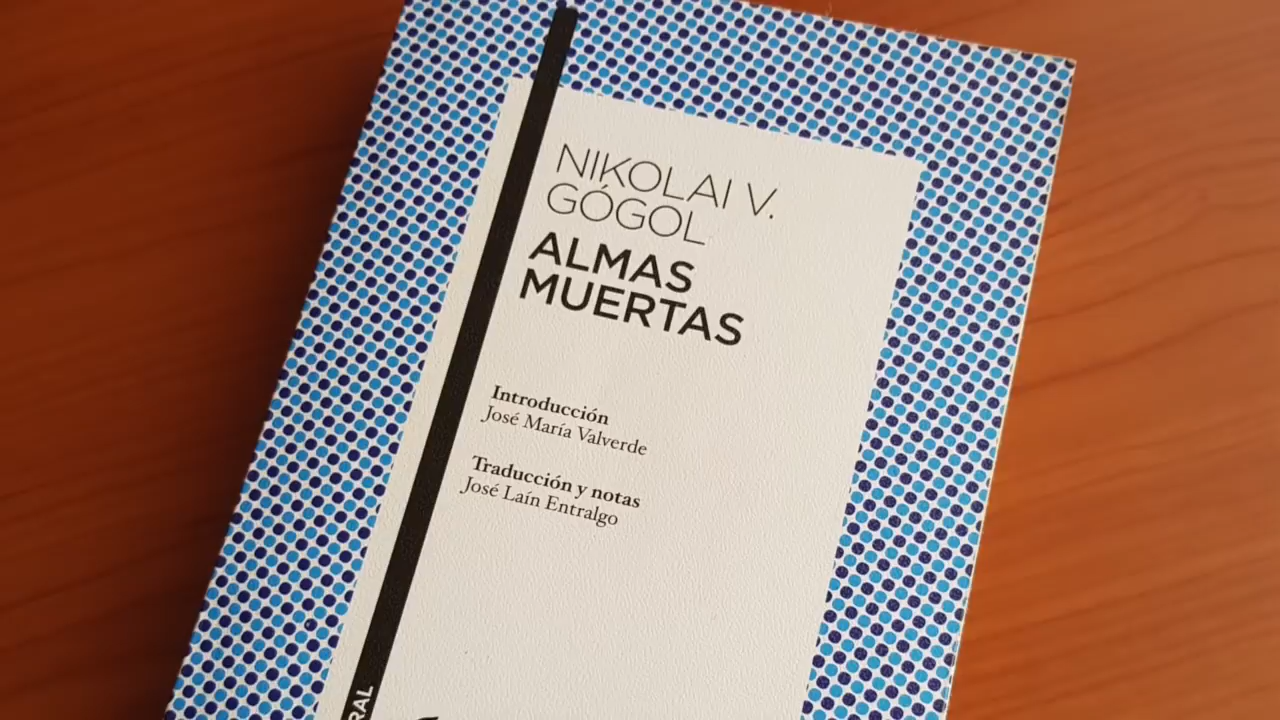 NIKOLAI V.
GÓGOL
ALMAS
MUERTAS
Introducción
José María Valverde
Traducción y notas
José Laín Entralgo